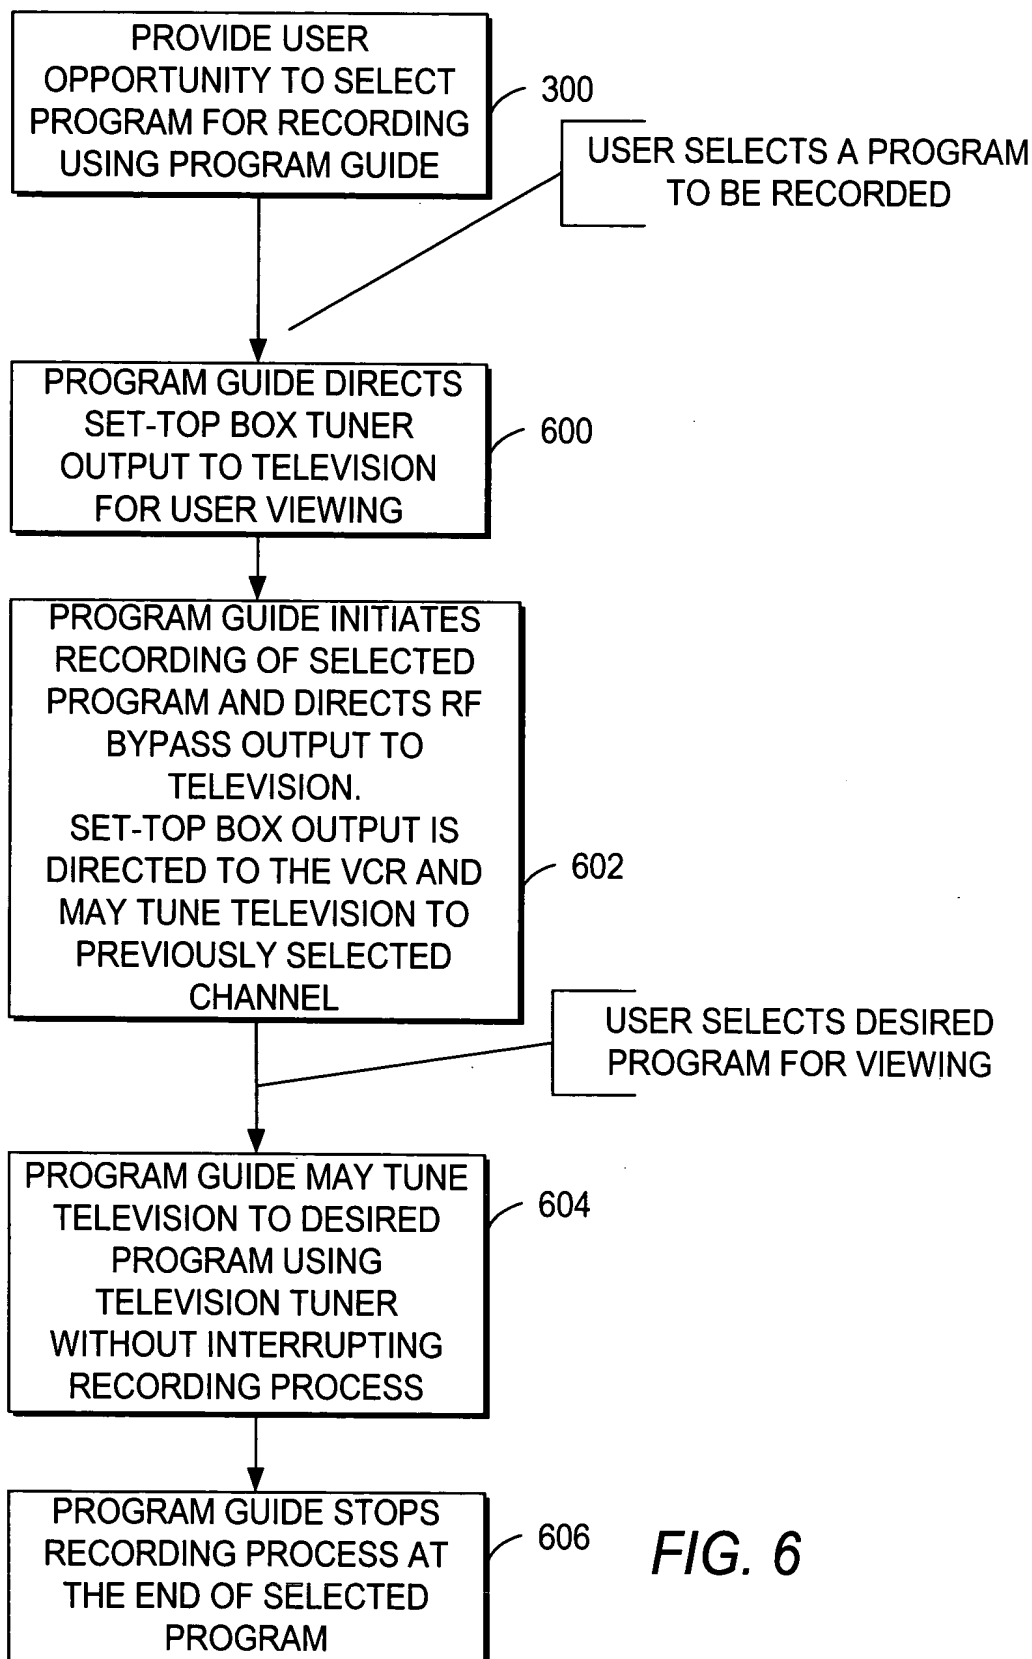 PROVIDE USER
OPPORTUNITY TO SELECT
PROGRAM FOR RECORDING
USING PROGRAM GUIDE
300
USER SELECTS A PROGRAM
TO BE RECORDED
PROGRAM GUIDE DIRECTS
SET-TOP BOX TUNER
OUTPUT TO TELEVISION
FOR USER VIEWING
600
PROGRAM GUIDE INITIATES
RECORDING OF SELECTED
PROGRAM AND DIRECTS RF
BYPASS OUTPUT TO
TELEVISION.
SET-TOP BOX OUTPUT IS
DIRECTED TO THE VCR AND
MAY TUNE TELEVISION TO
PREVIOUSLY SELECTED
CHANNEL
602
USER SELECTS DESIRED
PROGRAM FOR VIEWING
PROGRAM GUIDE MAY TUNE
TELEVISION TO DESIRED
PROGRAM USING
TELEVISION TUNER
WITHOUT INTERRUPTING
RECORDING PROCESS
604
PROGRAM GUIDE STOPS
RECORDING PROCESS AT
THE END OF SELECTED
PROGRAM
606
FIG. 6